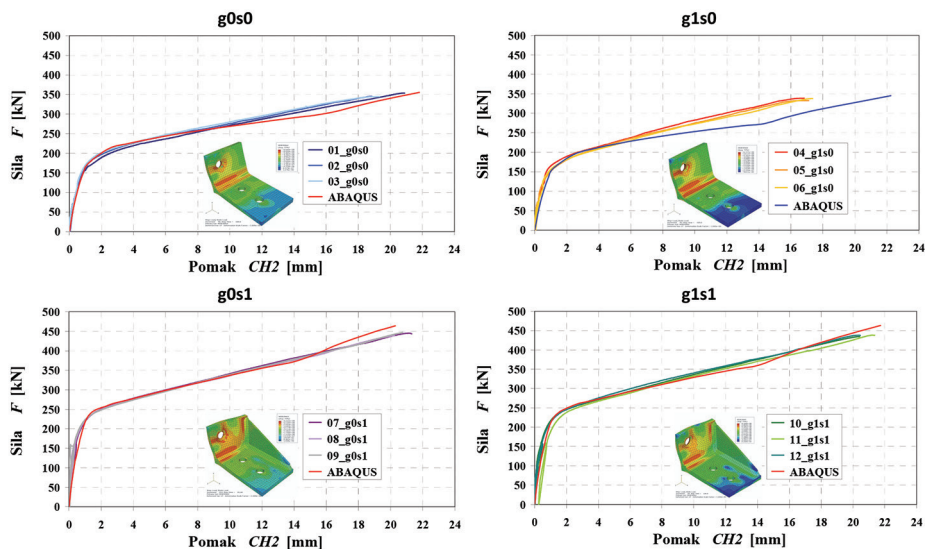 g0s0
500
450
400
350
300
250
200
150
100
50
0
Sila F [kN]
01_g0s0
02_g0s0
03_g0s0
ABAQUS
0 2 4 6 8 10 12 14 16 18 20 22 24
Pomak CH2 [mm]
g1s0
500
450
400
350
300
250
200
150
100
50
0
Sila F [kN]
04_g1s0
05_g1s0
06_g1s0
ABAQUS
0 2 4 6 8 10 12 14 16 18 20 22 24
Pomak CH2 [mm]
g0s1
500
450
400
350
300
250
200
150
100
50
0
Sila F [kN]
07_g0s1
08_g0s1
09_g0s1
ABAQUS
0 2 4 6 8 10 12 14 16 18 20 22 24
Pomak CH2 [mm]
g1s1
500
450
400
350
300
250
200
150
100
50
0
Sila F [kN]
10_g1s1
11_g1s1
12_g1s1
ABAQUS
0 2 4 6 8 10 12 14 16 18 20 22 24
Pomak CH2 [mm]